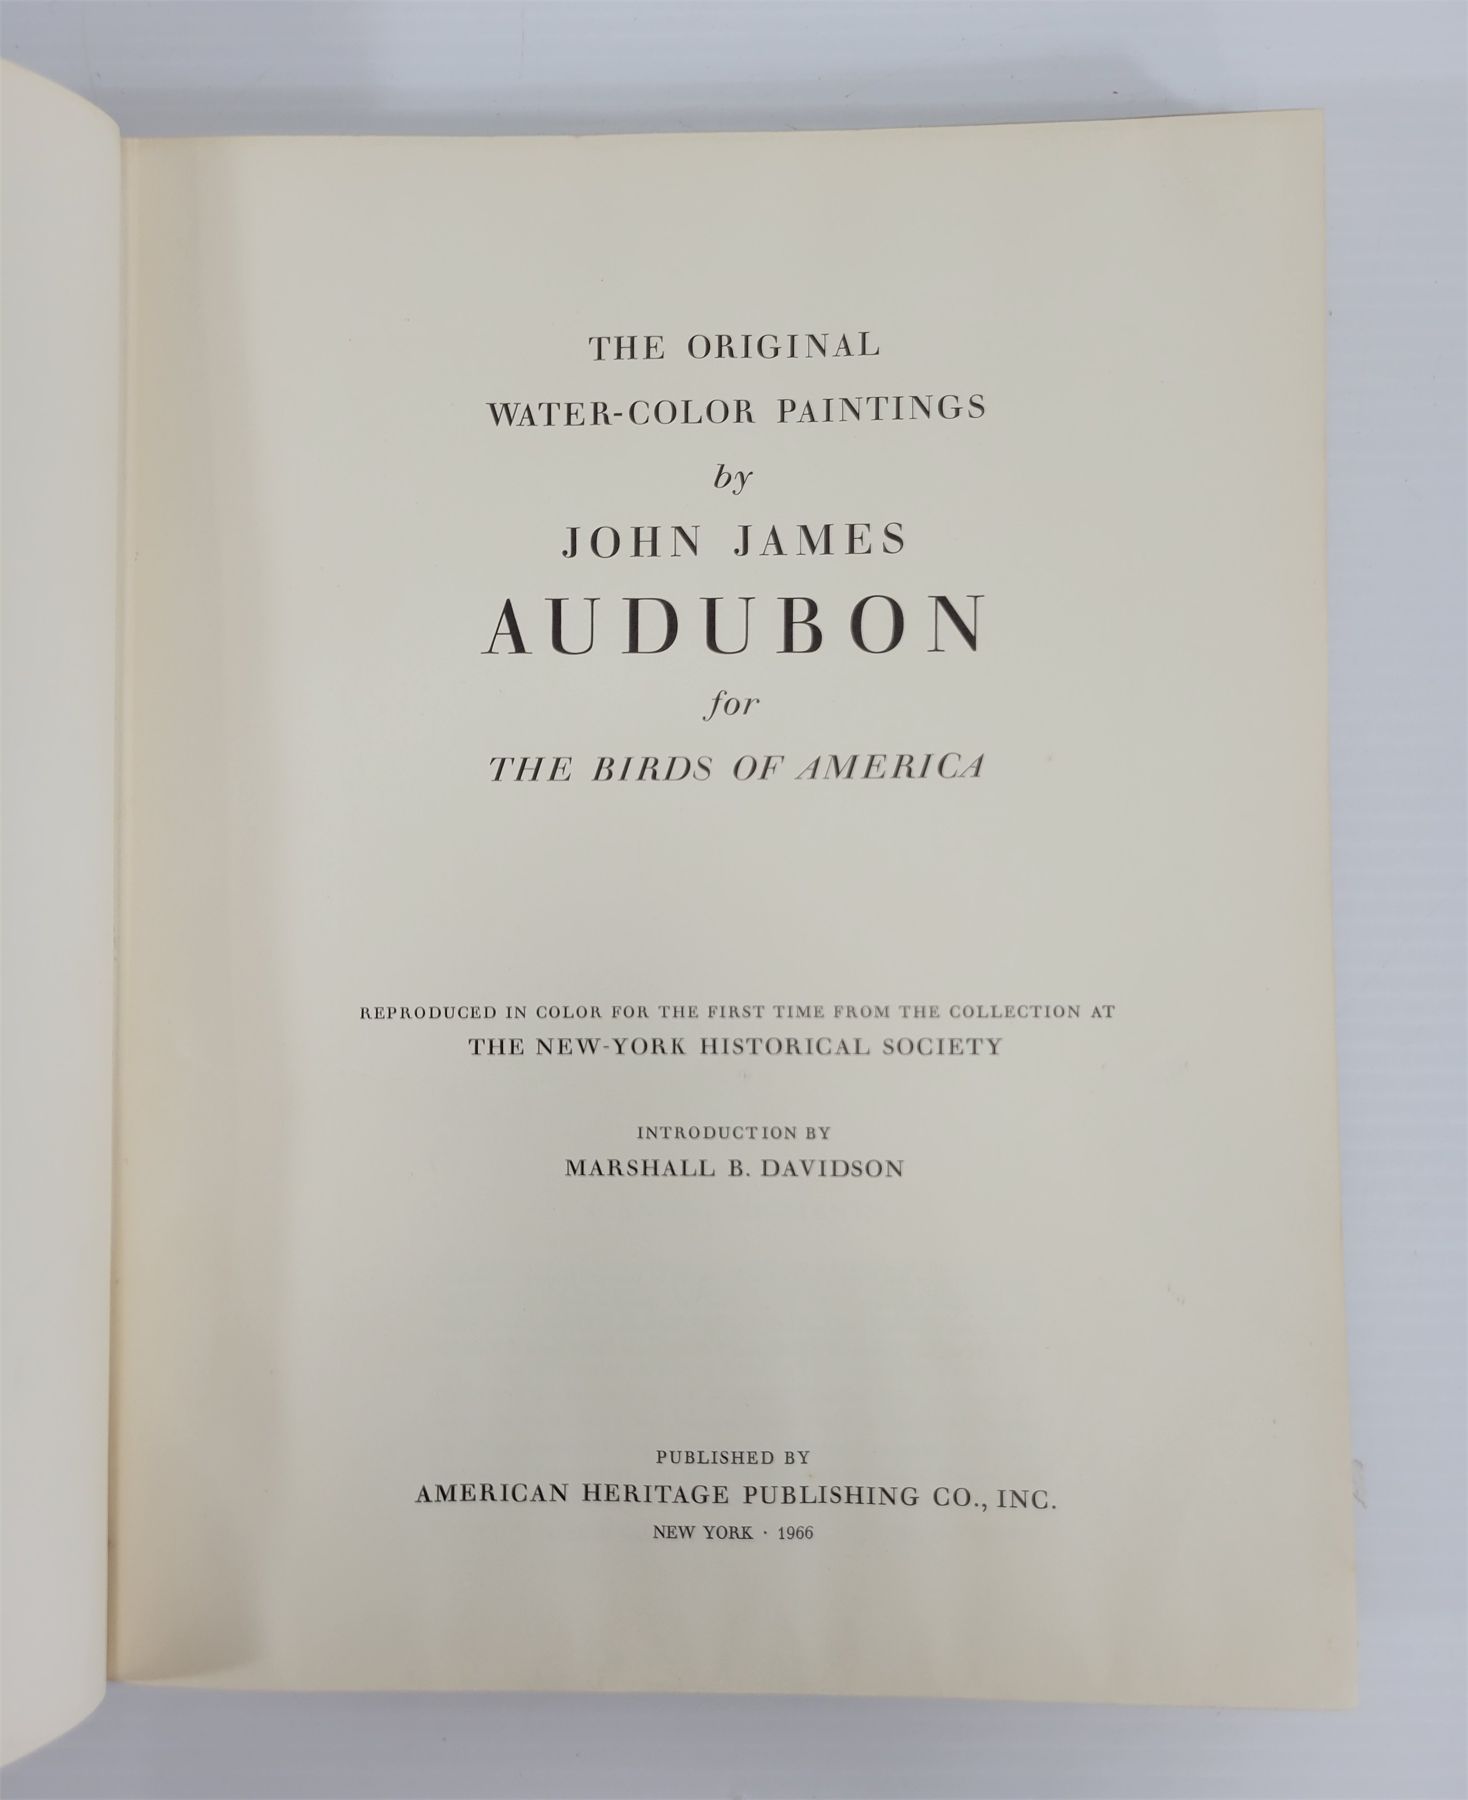 THE ORIGINAL
WATER-COLOR PAINTINGS
by
JOHN JAMES
AUDUBON
for
THE BIRDS OF AMERICA
REPRODUCED IN COLOR FOR THE FIRST TIME FROM THE COLLECTION AT
THE NEW-YORK HISTORICAL SOCIETY
INTRODUCTION BY
MARSHALL B. DAVIDSON
PUBLISHED BY
AMERICAN HERITAGE PUBLISHING CO., INC.
NEW YORK · 1966